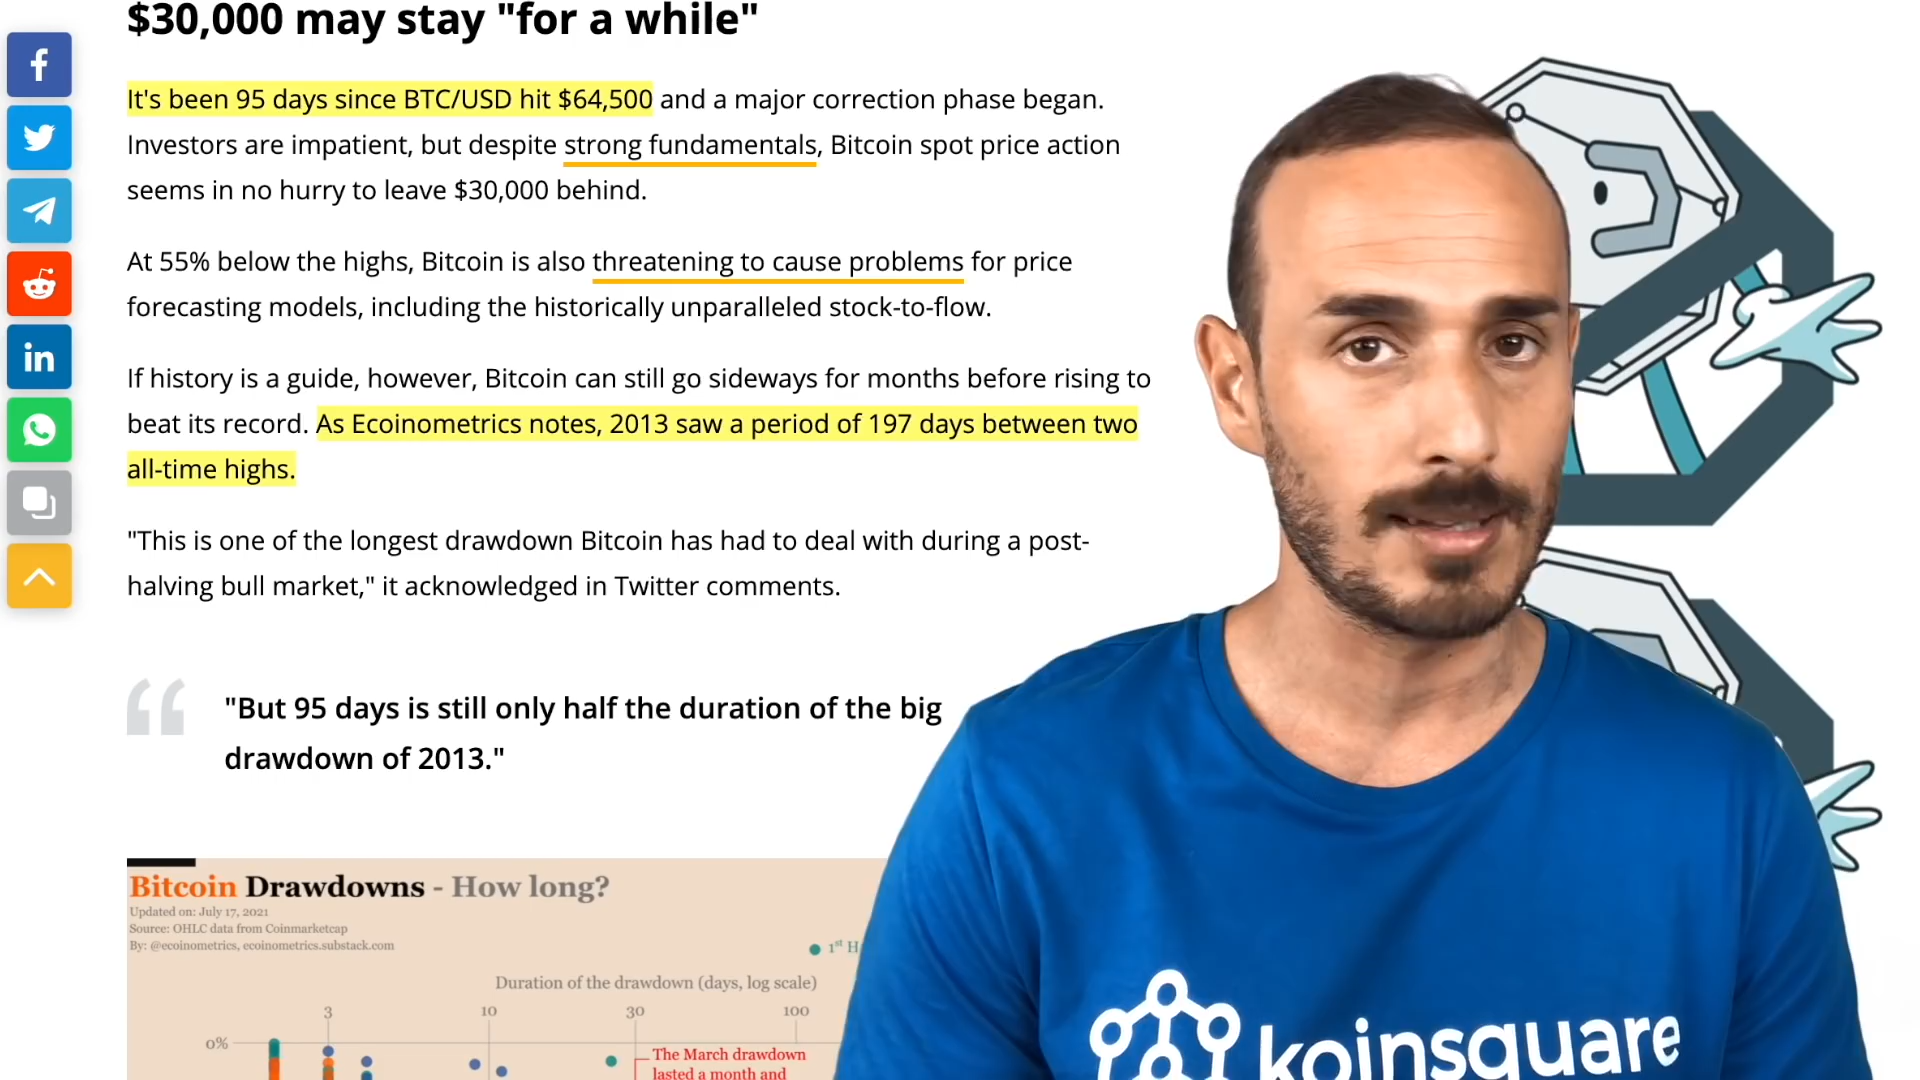 $30,000 may stay "for a while"
It's been 95 days since BTC/USD hit $64,500 and a major correction phase began.
Investors are impatient, but despite strong fundamentals, Bitcoin spot price action
seems in no hurry to leave $30,000 behind.
At 55% below the highs, Bitcoin is also threatening to cause problems for price
forecasting models, including the historically unparalleled stock-to-flow.
If history is a guide, however, Bitcoin can still go sideways for months before rising to
beat its record. As Ecoinometrics notes, 2013 saw a period of 197 days between two
all-time highs.
"This is one of the longest drawdown Bitcoin has had to deal with during a post-
halving bull market," it acknowledged in Twitter comments.
"But 95 days is still only half the duration of the big
drawdown of 2013."
Bitcoin Drawdowns - How long?
Updated on: July 17, 2021
Source: OHLC data from Coinmarketcap
By: @ecoinometrics, ecoinometrics.substack.com
1st H
Duration of the drawdown (days, log scale)
3 10 30 100
0%
The March drawdown
lasted a month and
koinsquare